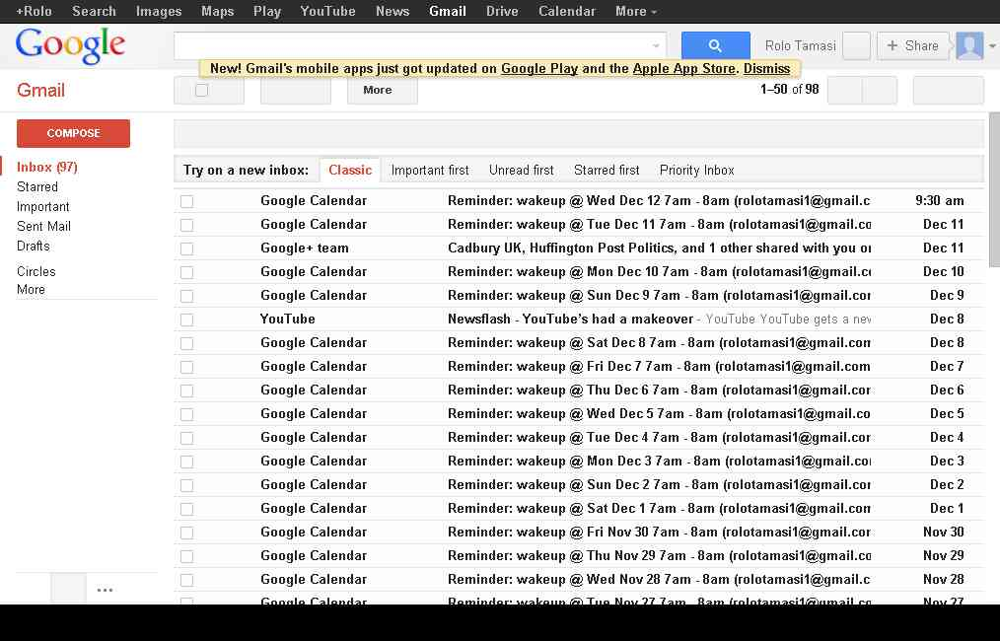 +Rolo Search Images Maps Play YouTube News Gmail Drive Calendar More
Google
Rolo Tamasi
+ Share
New! Gmail's mobile apps just got updated on Google Play and the Apple App Store. Dismiss
Gmail
More
1–50 of 98
COMPOSE
Inbox (97)
Starred
Important
Sent Mail
Drafts
Circles
More
Try on a new inbox: Classic Important first Unread first Starred first Priority Inbox
Google Calendar Reminder: wakeup @ Wed Dec 12 7am - 8am (rolotamasi1@gmail.c 9:30 am
Google Calendar Reminder: wakeup @ Tue Dec 11 7am - 8am (rolotamasi1@gmail.co Dec 11
Google+ team Cadbury UK, Huffington Post Politics, and 1 other shared with you on Dec 11
Google Calendar Reminder: wakeup @ Mon Dec 10 7am - 8am (rolotamasi1@gmail.co Dec 10
Google Calendar Reminder: wakeup @ Sun Dec 9 7am - 8am (rolotamasi1@gmail.com Dec 9
YouTube Newsflash - YouTube's had a makeover - YouTube YouTube gets a new Dec 8
Google Calendar Reminder: wakeup @ Sat Dec 8 7am - 8am (rolotamasi1@gmail.com Dec 8
Google Calendar Reminder: wakeup @ Fri Dec 7 7am - 8am (rolotamasi1@gmail.com Dec 7
Google Calendar Reminder: wakeup @ Thu Dec 6 7am - 8am (rolotamasi1@gmail.com Dec 6
Google Calendar Reminder: wakeup @ Wed Dec 5 7am - 8am (rolotamasi1@gmail.co Dec 5
Google Calendar Reminder: wakeup @ Tue Dec 4 7am - 8am (rolotamasi1@gmail.com Dec 4
Google Calendar Reminder: wakeup @ Mon Dec 3 7am - 8am (rolotamasi1@gmail.co Dec 3
Google Calendar Reminder: wakeup @ Sun Dec 2 7am - 8am (rolotamasi1@gmail.com Dec 2
Google Calendar Reminder: wakeup @ Sat Dec 1 7am - 8am (rolotamasi1@gmail.com Dec 1
Google Calendar Reminder: wakeup @ Fri Nov 30 7am - 8am (rolotamasi1@gmail.co Nov 30
Google Calendar Reminder: wakeup @ Thu Nov 29 7am - 8am (rolotamasi1@gmail.co Nov 29
Google Calendar Reminder: wakeup @ Wed Nov 28 7am - 8am (rolotamasi1@gmail.c Nov 28
Google Calendar Reminder: wakeup @ Tue Nov 27 7am - 8am (rolotamasi1@gmail.co Nov 27